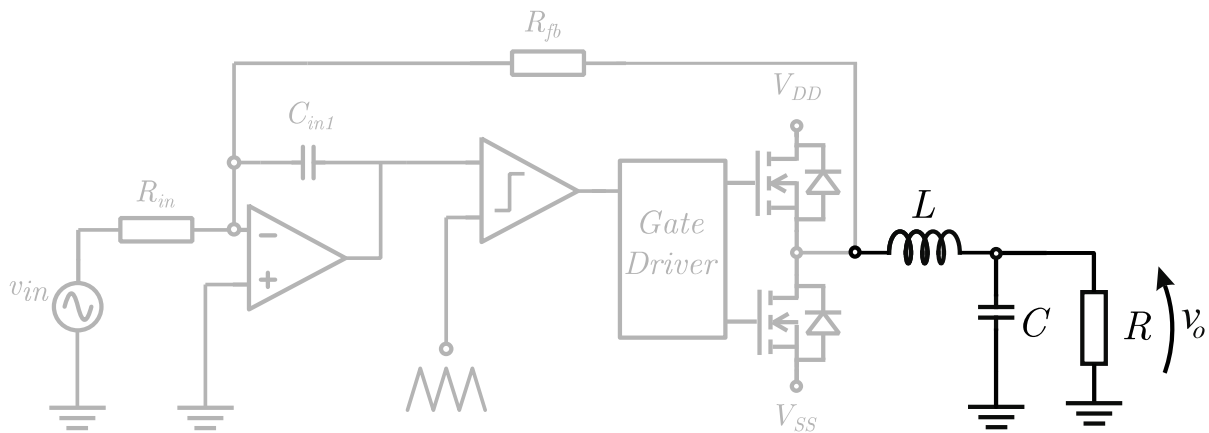 R_fb
V_DD
C_in1
R_in
L
Gate
Driver
v_in
C
R
v_o
V_SS